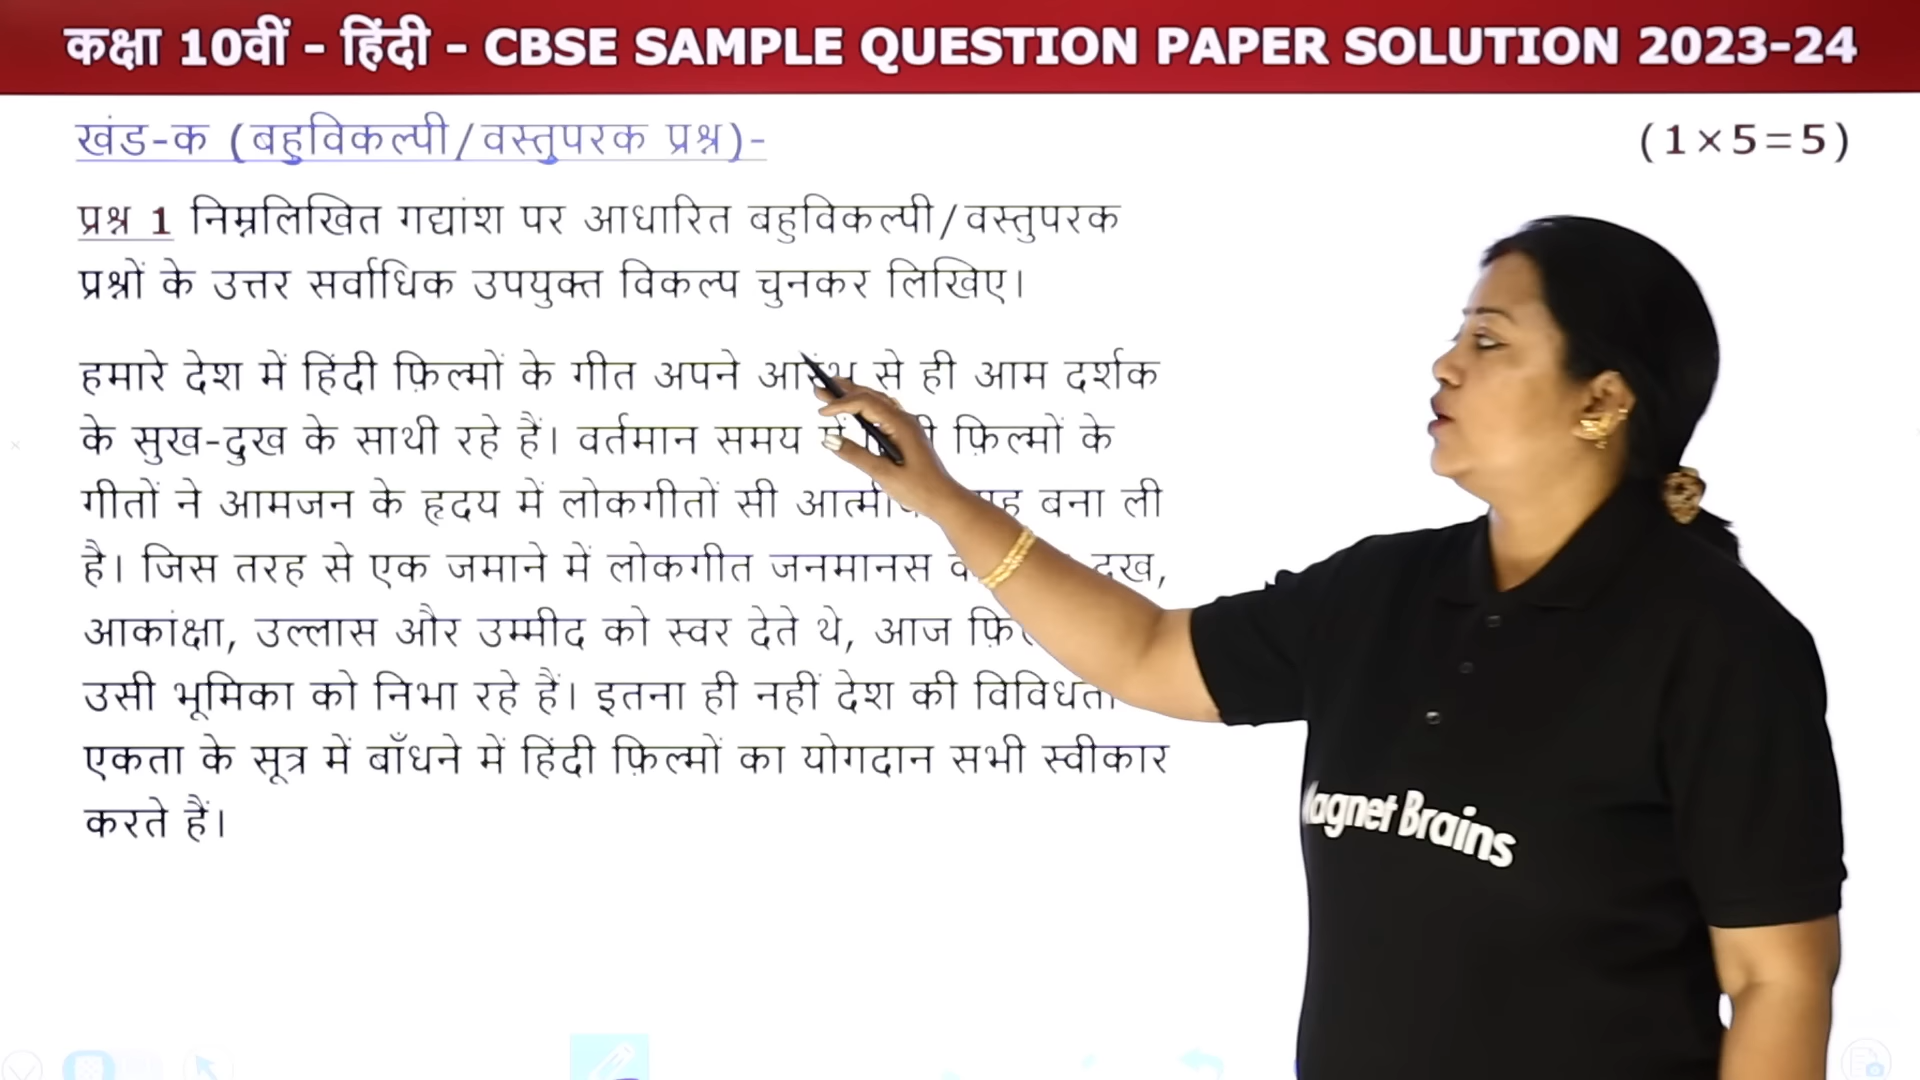 कक्षा 10वीं - हिंदी - CBSE SAMPLE QUESTION PAPER SOLUTION 2023-24
खंड-क (बहुविकल्पी/वस्तुपरक प्रश्न)- (1×5=5)
प्रश्न 1 निम्नलिखित गद्यांश पर आधारित बहुविकल्पी/वस्तुपरक
प्रश्नों के उत्तर सर्वाधिक उपयुक्त विकल्प चुनकर लिखिए।
हमारे देश में हिंदी फ़िल्मों के गीत अपने से ही आम दर्शक
के सुख-दुख के साथी रहे हैं। वर्तमान समय में फ़िल्मों के
गीतों ने आमजन के हृदय में लोकगीतों सी बना ली
है। जिस तरह से एक जमाने में लोकगीत जनमानस
आकांक्षा, उल्लास और उम्मीद को स्वर देते थे, आज
उसी भूमिका को निभा रहे हैं। इतना ही नहीं देश की
एकता के सूत्र में बाँधने में हिंदी फ़िल्मों का योगदान सभी स्वीकार
करते हैं।
Magnet Brains